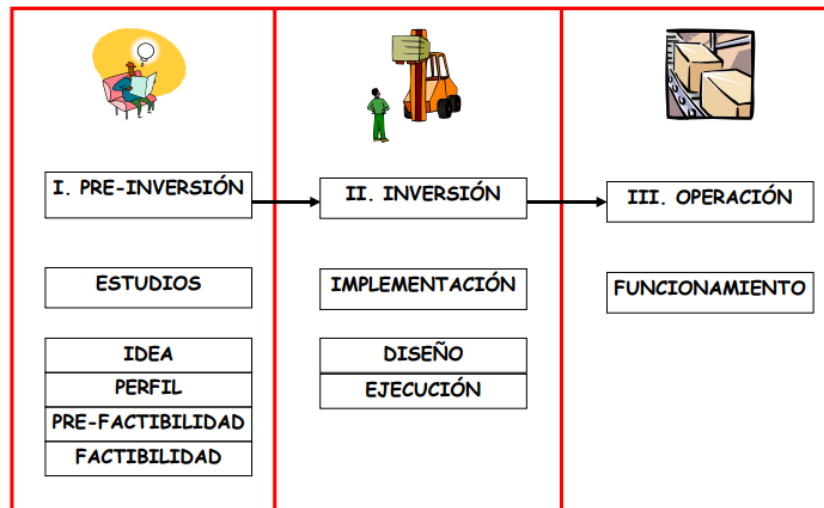 I. PRE-INVERSIÓN
II. INVERSIÓN
III. OPERACIÓN
ESTUDIOS
IMPLEMENTACIÓN
FUNCIONAMIENTO
IDEA
PERFIL
PRE-FACTIBILIDAD
FACTIBILIDAD
DISEÑO
EJECUCIÓN